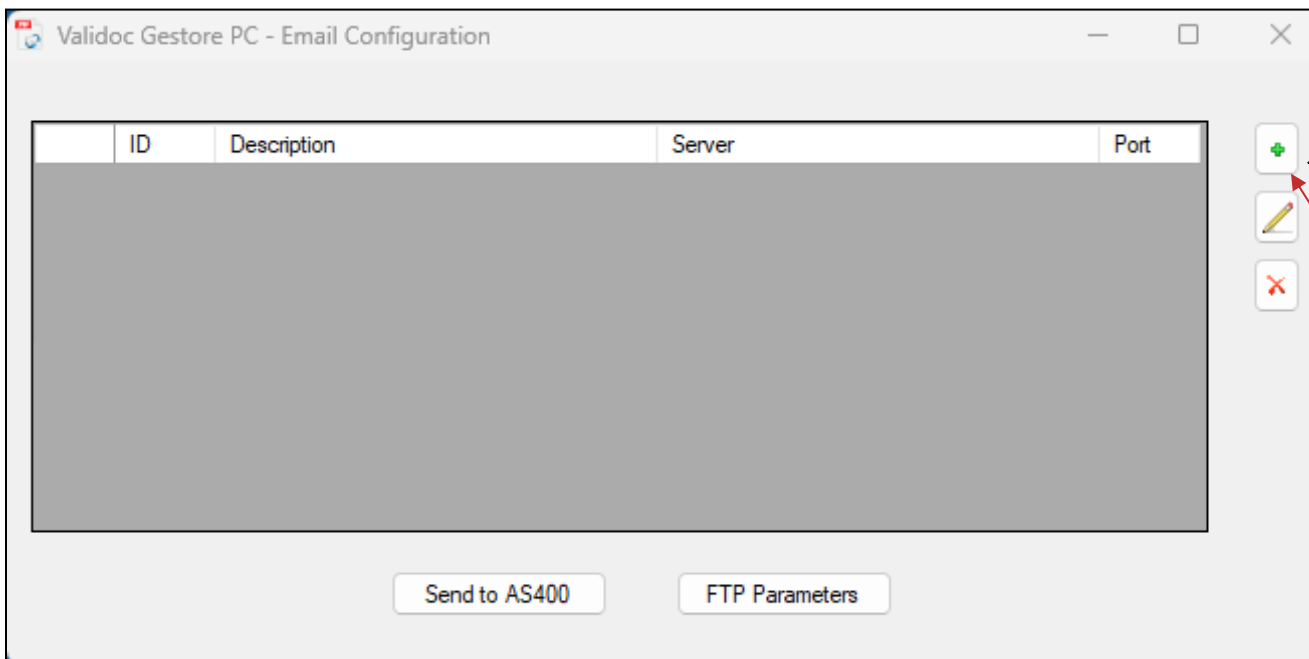 Validoc Gestore PC - Email Configuration
ID Description Server Port
Send to AS400 FTP Parameters